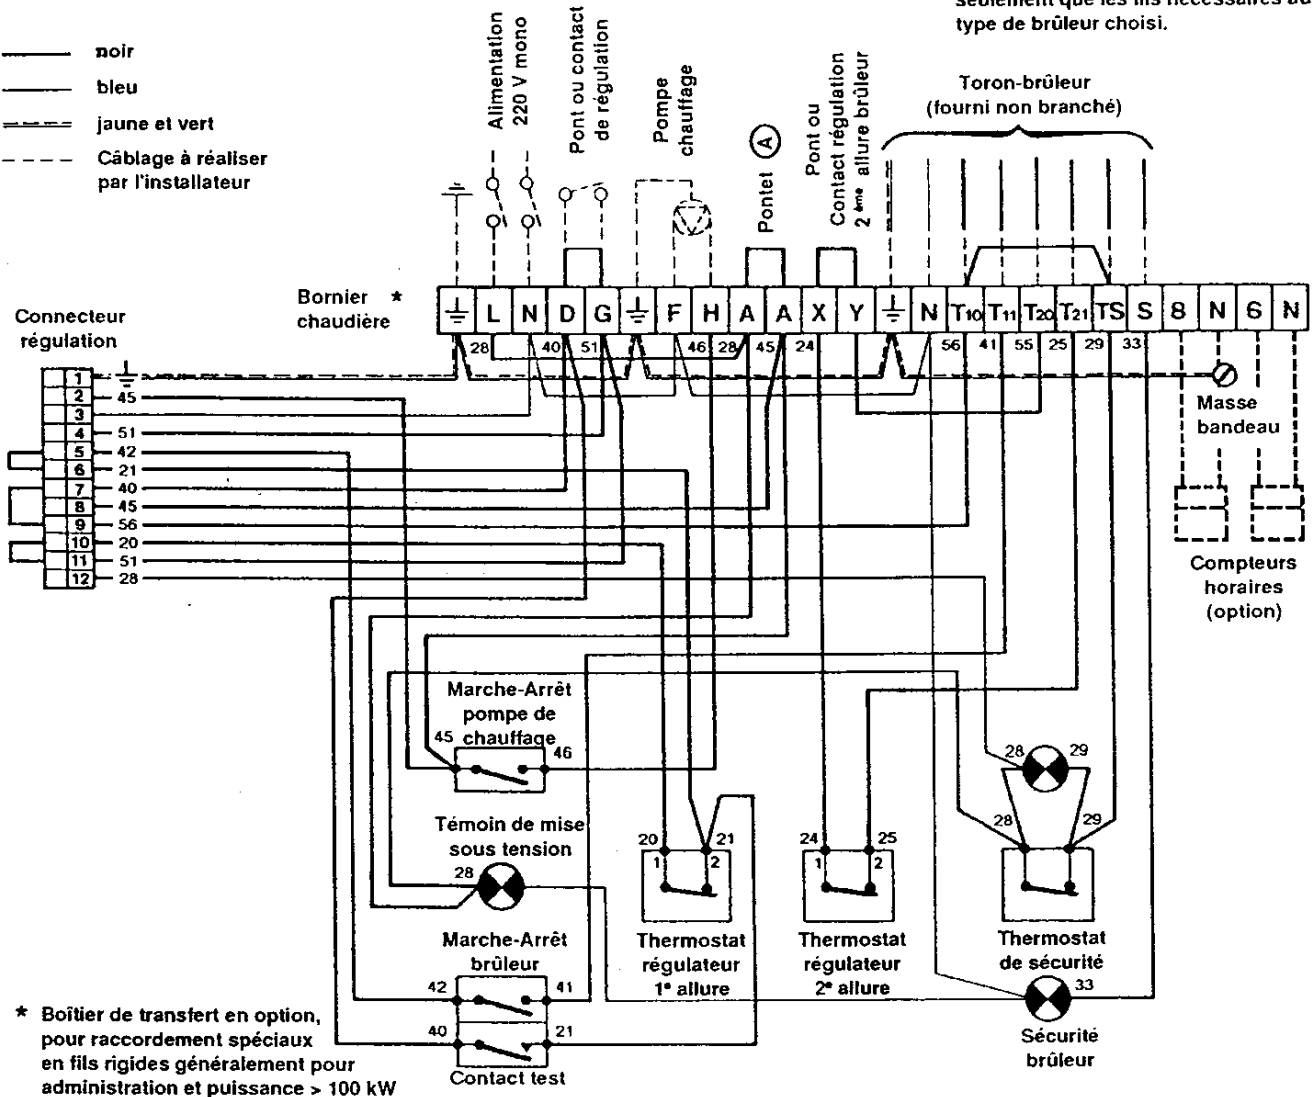 seulement que les fils nécessaires au
type de brûleur choisi.
noir
bleu
jaune et vert
Câblage à réaliser
par l'installateur
Alimentation
220 V mono
Pont ou contact
de régulation
Pompe
chauffage
Pontet A
Pont ou
Contact régulation
2 ème allure brûleur
Toron-brûleur
(fourni non branché)
Bornier *
chaudière
L N D G F H A A X Y N T10 T11 T20 T21 TS S 8 N 6 N
28 40 51 46 28 45 24 56 41 55 25 29 33
Connecteur
régulation
1
2 45
3
4 51
5 42
6 21
7 40
8 45
9 56
10 20
11 51
12 28
Masse
bandeau
Compteurs
horaires
(option)
Marche-Arrêt
pompe de
chauffage
45 46
Témoin de mise
sous tension
28
20 21
1 2
Thermostat
régulateur
1e allure
24 25
1 2
Thermostat
régulateur
2e allure
28 29
28 29
Thermostat
de sécurité
33
Sécurité
brûleur
Marche-Arrêt
brûleur
42 41
40 21
Contact test
* Boîtier de transfert en option,
pour raccordement spéciaux
en fils rigides généralement pour
administration et puissance > 100 kW